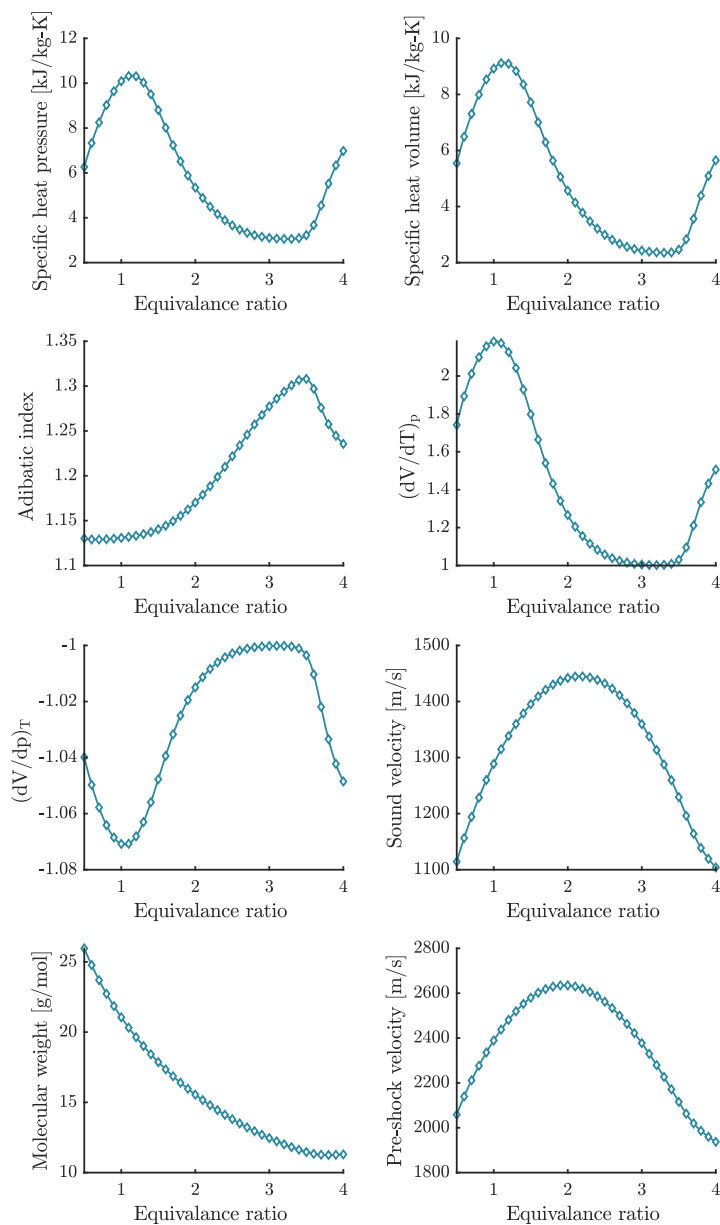 Specific heat pressure [kJ/kg-K]
12
10
8
6
4
2
1 2 3 4
Equivalance ratio
Specific heat volume [kJ/kg-K]
10
8
6
4
2
1 2 3 4
Equivalance ratio
Adibatic index
1.35
1.3
1.25
1.2
1.15
1.1
1 2 3 4
Equivalance ratio
(dV/dT)p
2
1.8
1.6
1.4
1.2
1
1 2 3 4
Equivalance ratio
(dV/dp)T
-1
-1.02
-1.04
-1.06
-1.08
1 2 3 4
Equivalance ratio
Sound velocity [m/s]
1500
1400
1300
1200
1100
1 2 3 4
Equivalance ratio
Molecular weight [g/mol]
25
20
15
10
1 2 3 4
Equivalance ratio
Pre-shock velocity [m/s]
2800
2600
2400
2200
2000
1800
1 2 3 4
Equivalance ratio